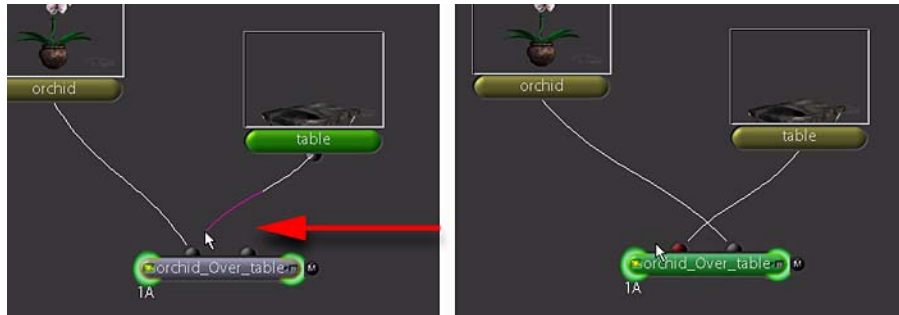 orchid
table
orchid_Over_table
M
1A
orchid
table
orchid_Over_table
M
1A